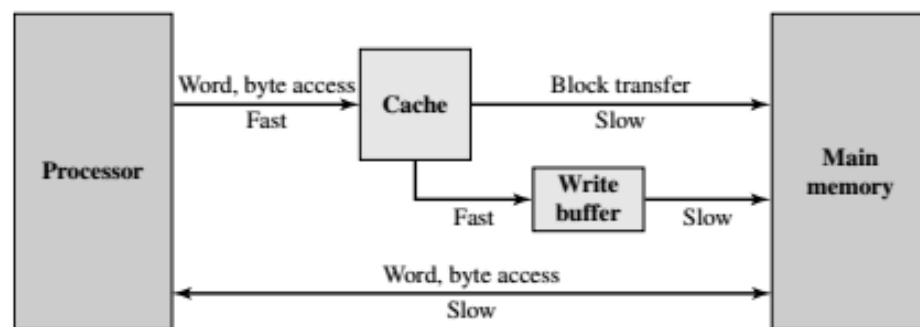 Word, byte access
Fast
Cache
Block transfer
Slow
Processor
Main
memory
Write
buffer
Fast
Slow
Word, byte access
Slow